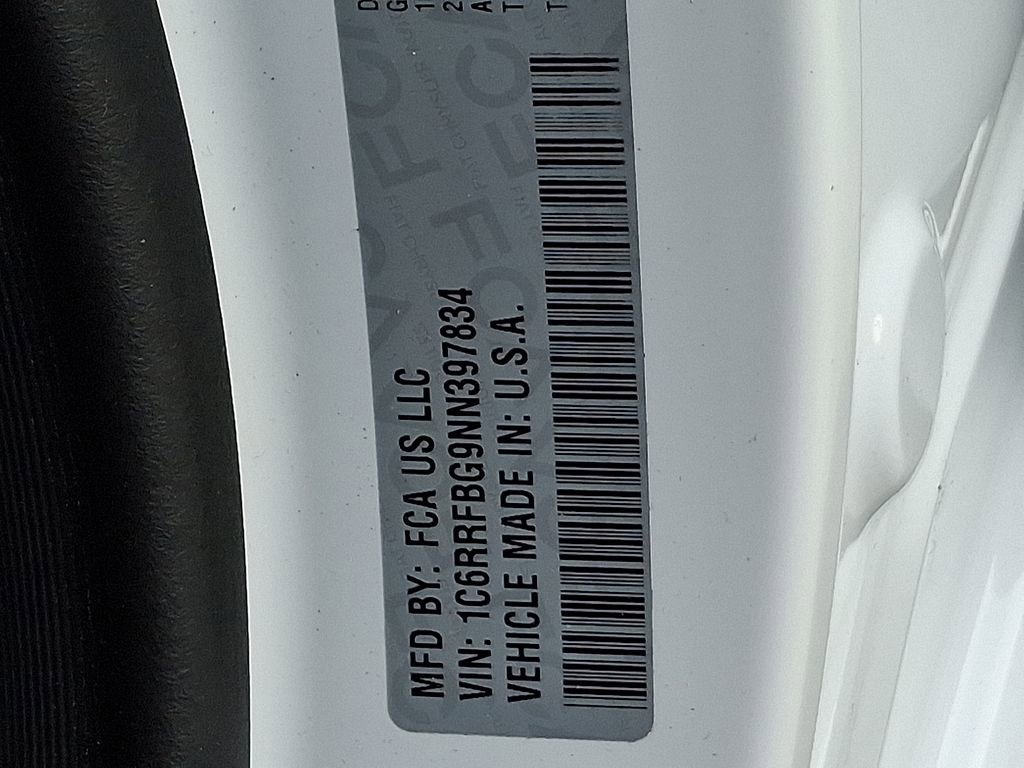 MFD BY: FCA US LLC
VIN: 1C6RRFBG9NN397834
VEHICLE MADE IN: U.S.A.